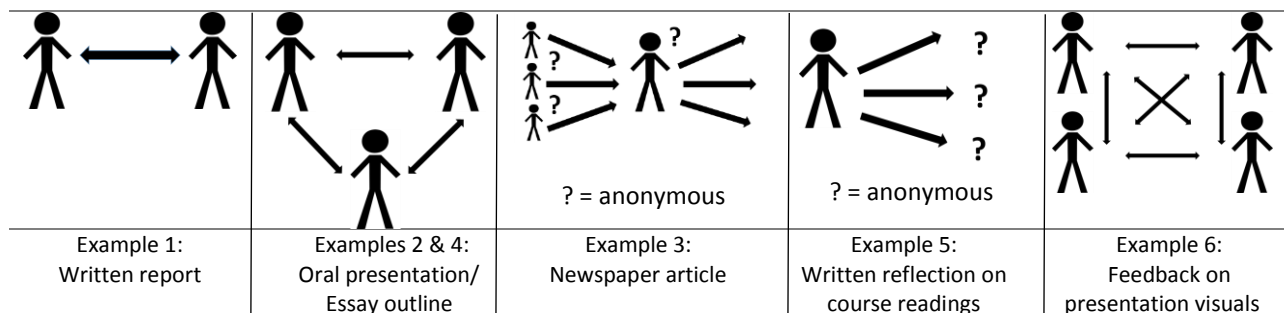 ?
?
?
?
?
?
? = anonymous
? = anonymous
Example 1:
Written report
Examples 2 & 4:
Oral presentation/
Essay outline
Example 3:
Newspaper article
Example 5:
Written reflection on
course readings
Example 6:
Feedback on
presentation visuals